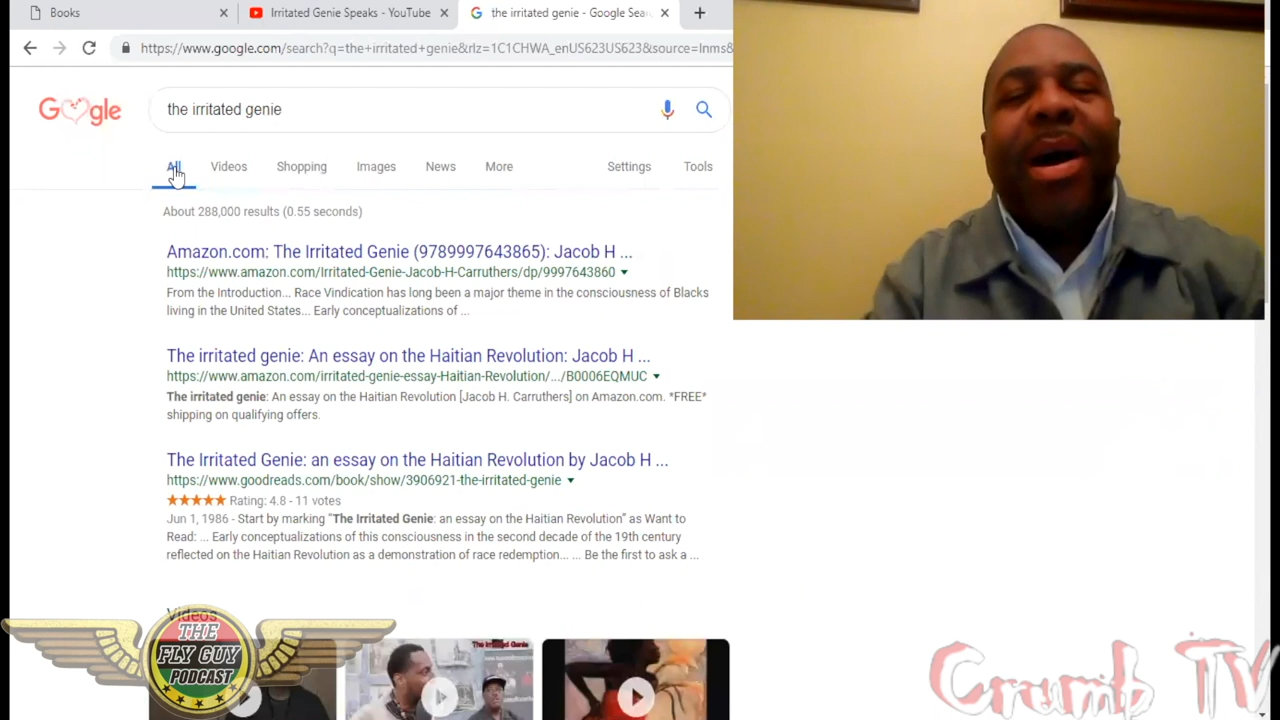 Books
Irritated Genie Speaks - YouTube
the irritated genie - Google Sear
https://www.google.com/search?q=the+irritated+genie&rlz=1C1CHWA_enUS623US623&source=lnms&
Google
the irritated genie
All
Videos
Shopping
Images
News
More
Settings
Tools
About 288,000 results (0.55 seconds)
Amazon.com: The Irritated Genie (9789997643865): Jacob H ...
https://www.amazon.com/Irritated-Genie-Jacob-H-Carruthers/dp/9997643860
From the Introduction... Race Vindication has long been a major theme in the consciousness of Blacks
living in the United States... Early conceptualizations of ...
The irritated genie: An essay on the Haitian Revolution: Jacob H ...
https://www.amazon.com/irritated-genie-essay-Haitian-Revolution/.../B0006EQMUC
The irritated genie: An essay on the Haitian Revolution [Jacob H. Carruthers] on Amazon.com. *FREE*
shipping on qualifying offers.
The Irritated Genie: an essay on the Haitian Revolution by Jacob H ...
https://www.goodreads.com/book/show/3906921-the-irritated-genie
Rating: 4.8 - 11 votes
Jun 1, 1986 - Start by marking “The Irritated Genie: an essay on the Haitian Revolution” as Want to
Read: ... Early conceptualizations of this consciousness in the second decade of the 19th century
reflected on the Haitian Revolution as a demonstration of race redemption... ... Be the first to ask a ...
Videos
THE
FLY GUY
PODCAST
The Irritated Genie
Crumb TV